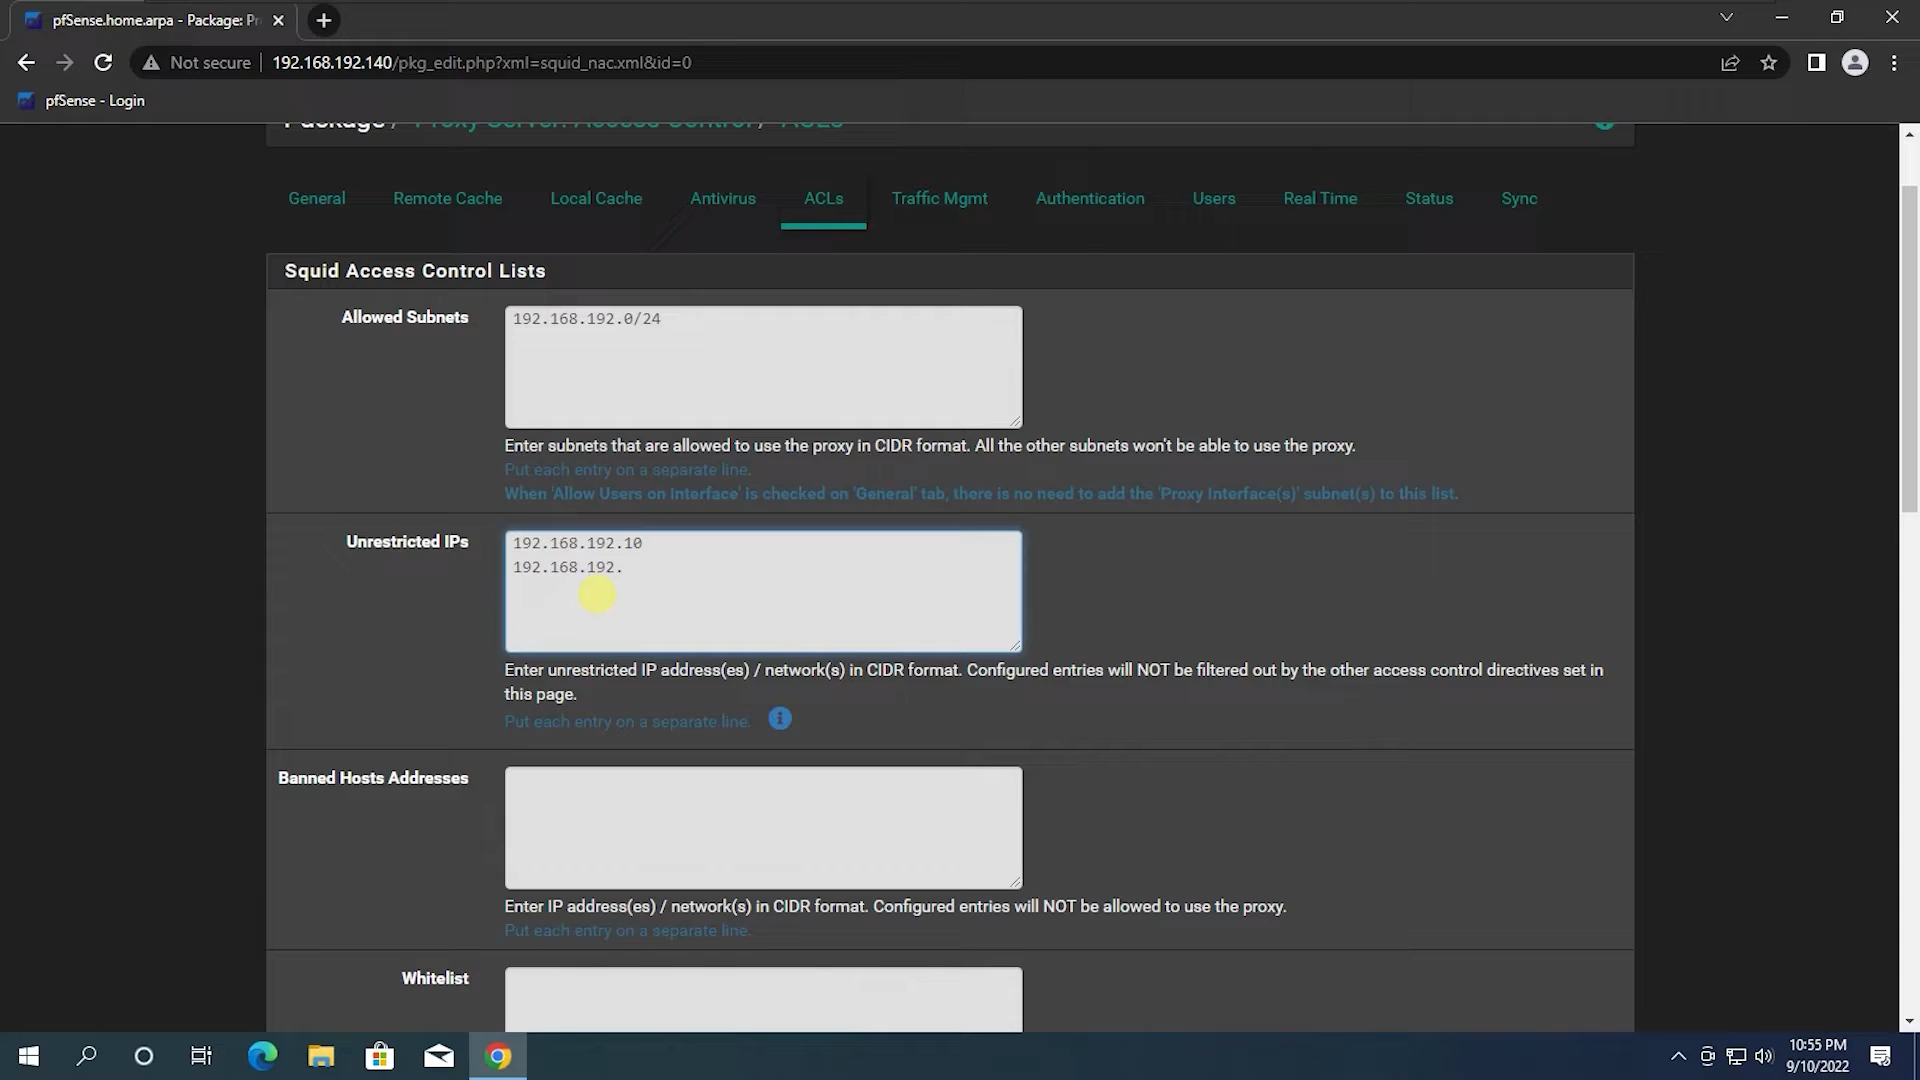 pfSense.home.arpa - Package: Pr
Not secure
192.168.192.140/pkg_edit.php?xml=squid_nac.xml&id=0
pfSense - Login
Package / Proxy Server: Access Control / ACLs
General Remote Cache Local Cache Antivirus ACLs Traffic Mgmt Authentication Users Real Time Status Sync
Squid Access Control Lists
Allowed Subnets
192.168.192.0/24
Enter subnets that are allowed to use the proxy in CIDR format. All the other subnets won't be able to use the proxy.
Put each entry on a separate line.
When 'Allow Users on Interface' is checked on 'General' tab, there is no need to add the 'Proxy Interface(s)' subnet(s) to this list.
Unrestricted IPs
192.168.192.10
192.168.192.
Enter unrestricted IP address(es) / network(s) in CIDR format. Configured entries will NOT be filtered out by the other access control directives set in
this page.
Put each entry on a separate line.
Banned Hosts Addresses
Enter IP address(es) / network(s) in CIDR format. Configured entries will NOT be allowed to use the proxy.
Put each entry on a separate line.
Whitelist
10:55 PM
9/10/2022